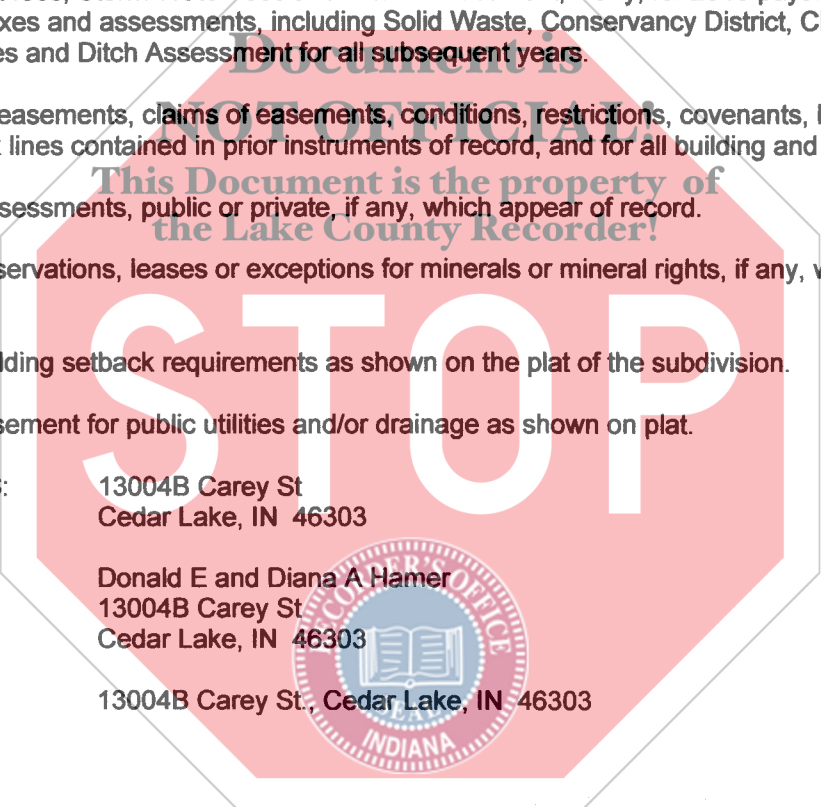 xes and assessments, including Solid Waste, Conservancy District, C
es and Ditch Assessment for all subsequent years.
Document is
easements, claims of easements, conditions, restrictions, covenants,
NOT OFFICIAL!
lines contained in prior instruments of record, and for all building and
This Document is the property of
ssessments, public or private, if any, which appear of record.
the Lake County Recorder!
servations, leases or exceptions for minerals or mineral rights, if any,
STOP
lding setback requirements as shown on the plat of the subdivision.
sement for public utilities and/or drainage as shown on plat.
S: 13004B Carey St
Cedar Lake, IN 46303
Donald E and Diana A Hamer
13004B Carey St
Cedar Lake, IN 46303
13004B Carey St., Cedar Lake, IN 46303
RECORDER'S OFFICE
SEAL
INDIANA